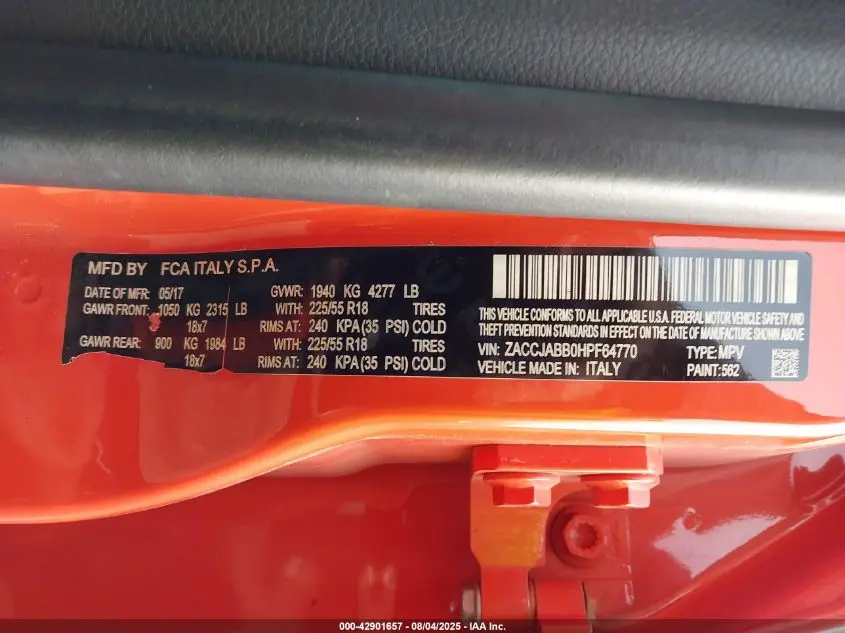 MFD BY FCA ITALY S.P.A.
DATE OF MFR: 05/17 GVWR: 1940 KG 4277 LB
GAWR FRONT: 1050 KG 2315 LB WITH: 225/55 R18 TIRES
18x7 RIMS AT: 240 KPA (35 PSI) COLD
GAWR REAR: 900 KG 1984 LB WITH: 225/55 R18 TIRES
18x7 RIMS AT: 240 KPA (35 PSI) COLD
THIS VEHICLE CONFORMS TO ALL APPLICABLE U.S.A. FEDERAL MOTOR VEHICLE SAFETY AND
THEFT PREVENTION STANDARDS IN EFFECT ON THE DATE OF MANUFACTURE SHOWN ABOVE
VIN: ZACCJABB0HPF64770 TYPE: MPV
VEHICLE MADE IN: ITALY PAINT: 562
000-42901657 - 08/04/2025 - IAA Inc.